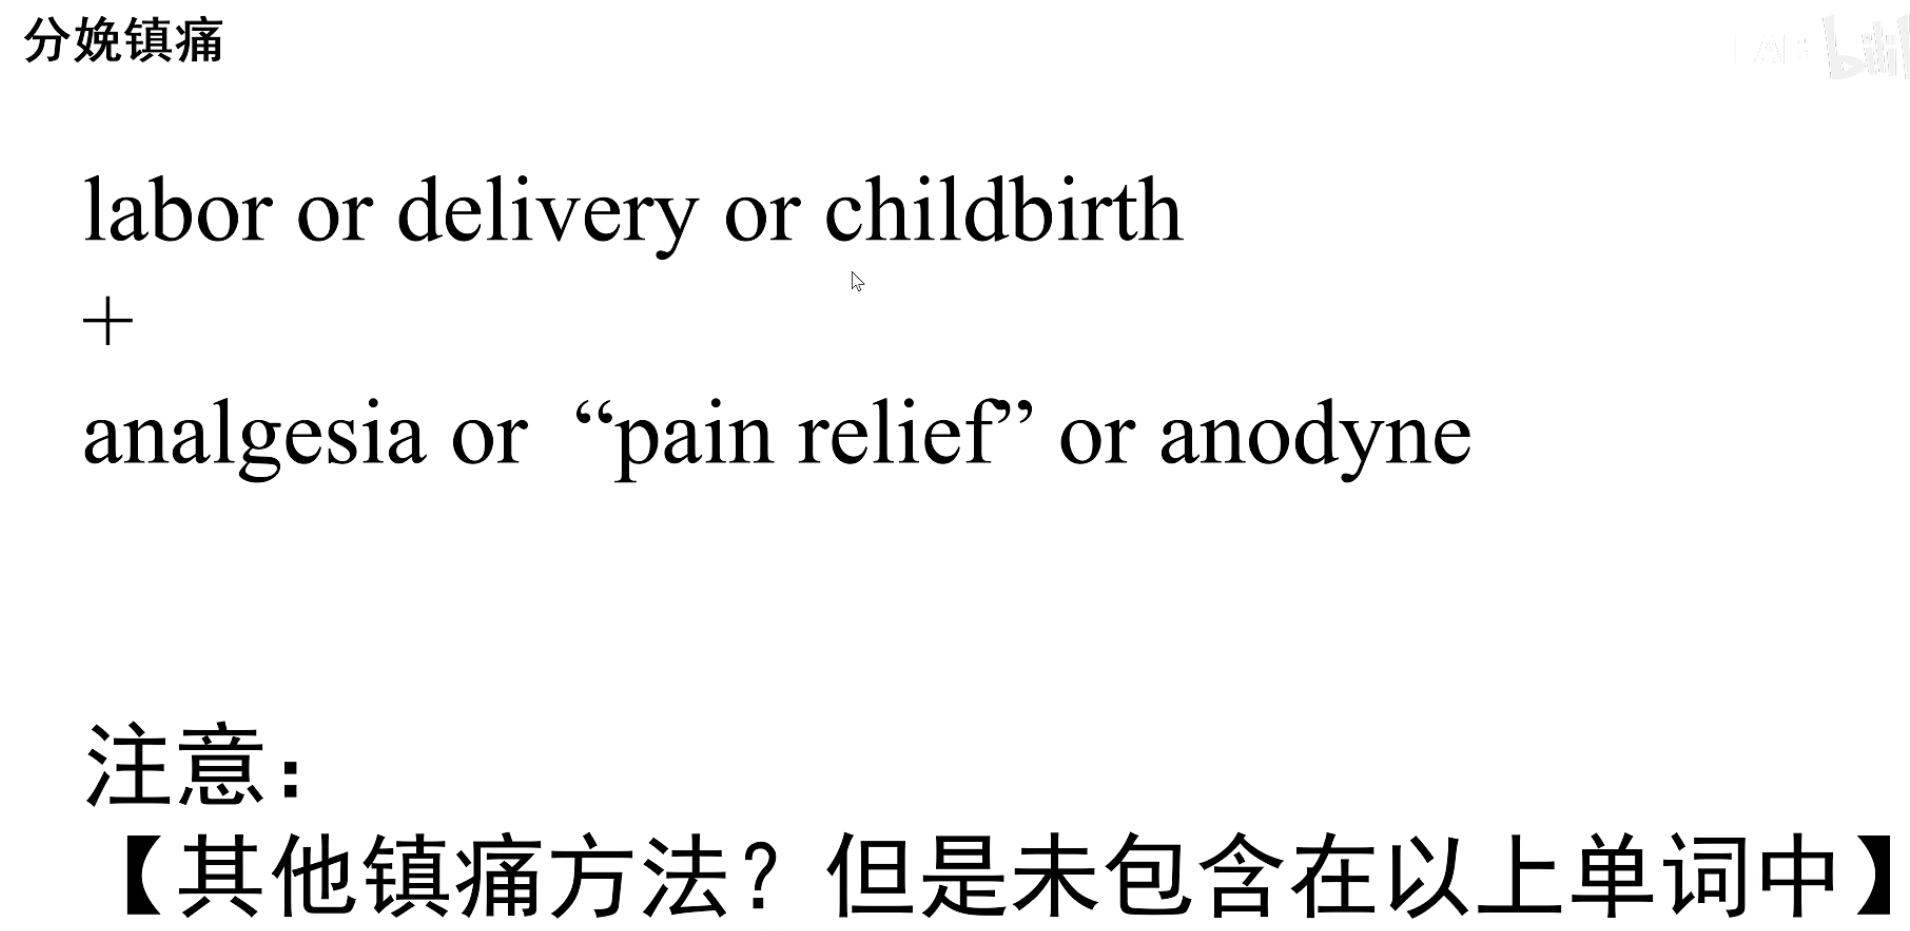 分娩镇痛
labor or delivery or childbirth
+
analgesia or “pain relief” or anodyne
注意：
【其他镇痛方法？但是未包含在以上单词中】